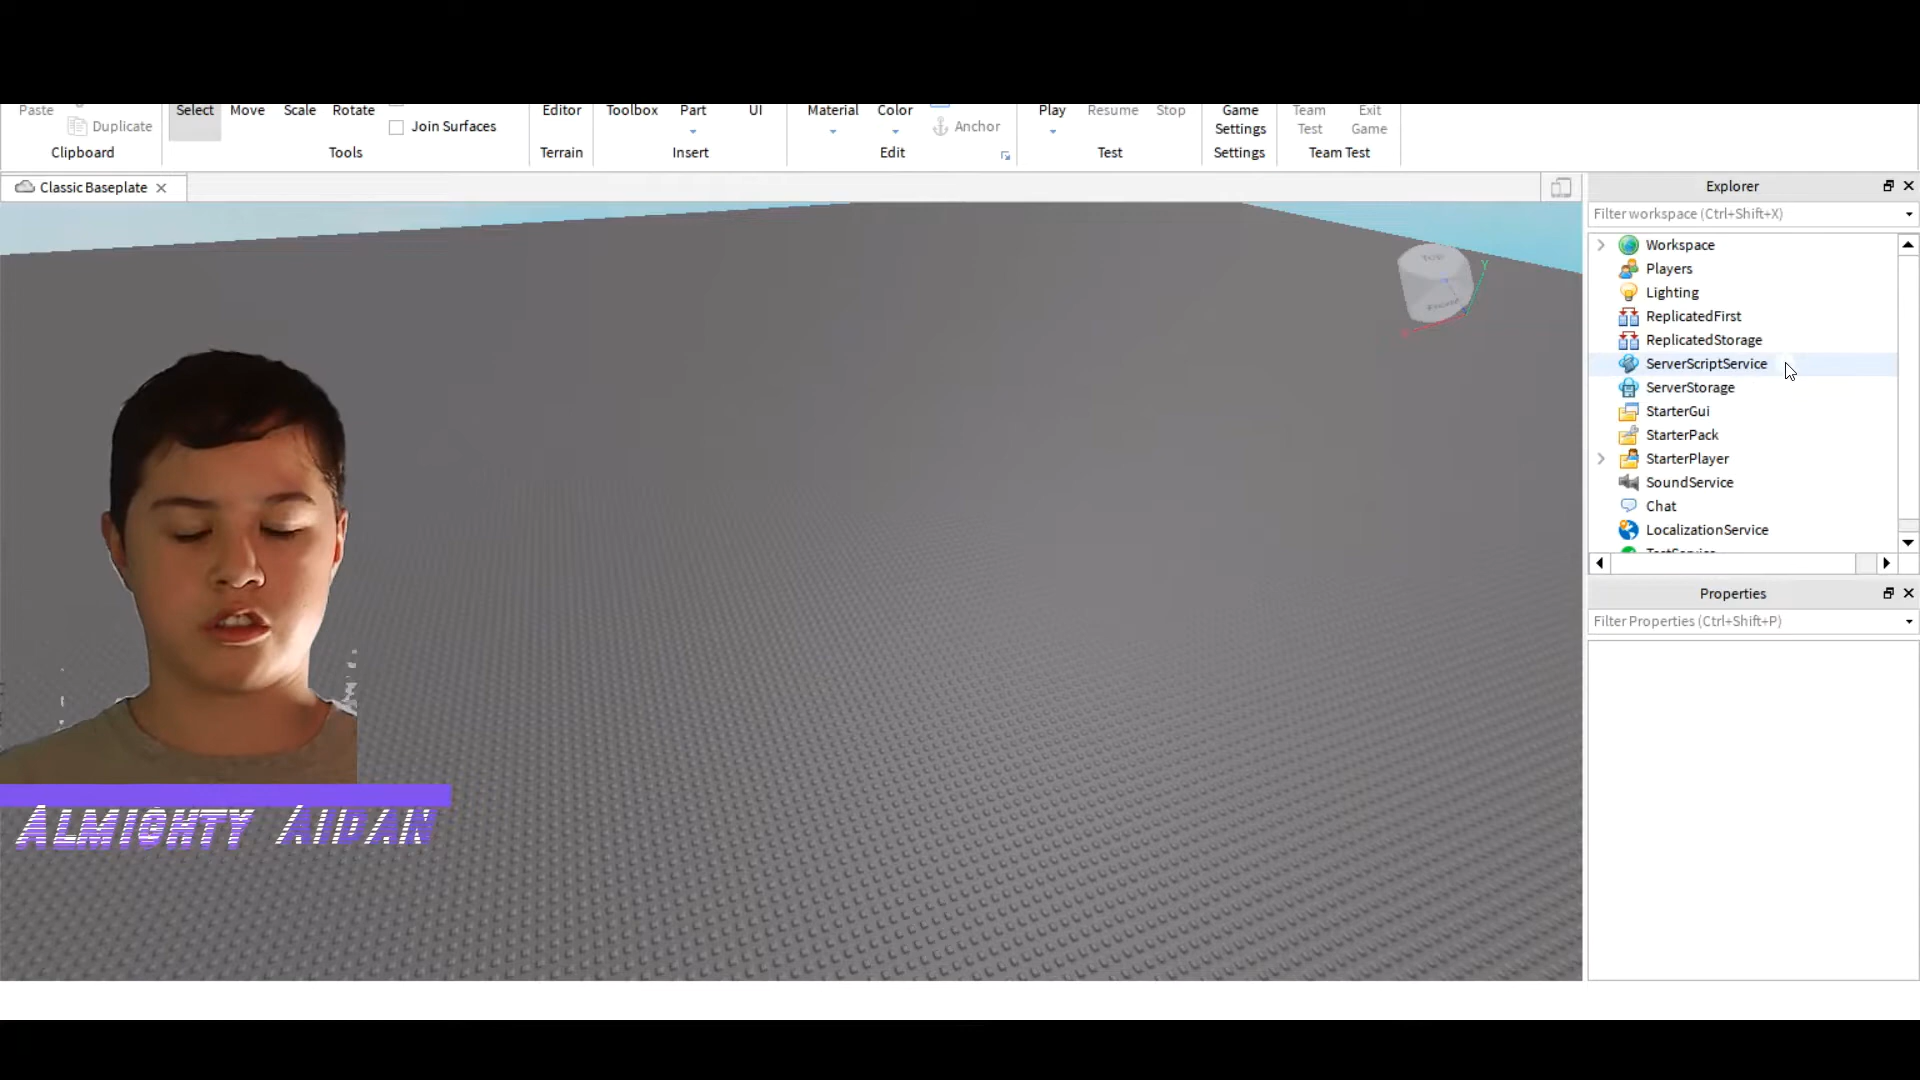 Paste
Duplicate
Clipboard
Select Move Scale Rotate
Join Surfaces
Tools
Editor
Terrain
Toolbox Part UI
Insert
Material Color
Anchor
Edit
Play Resume Stop
Test
Game
Settings
Settings
Team
Test
Exit
Game
Team Test
Classic Baseplate
Explorer
Filter workspace (Ctrl+Shift+X)
Workspace
Players
Lighting
ReplicatedFirst
ReplicatedStorage
ServerScriptService
ServerStorage
StarterGui
StarterPack
StarterPlayer
SoundService
Chat
LocalizationService
Top
Y
Properties
Filter Properties (Ctrl+Shift+P)
ALMIGHTY AIDAN